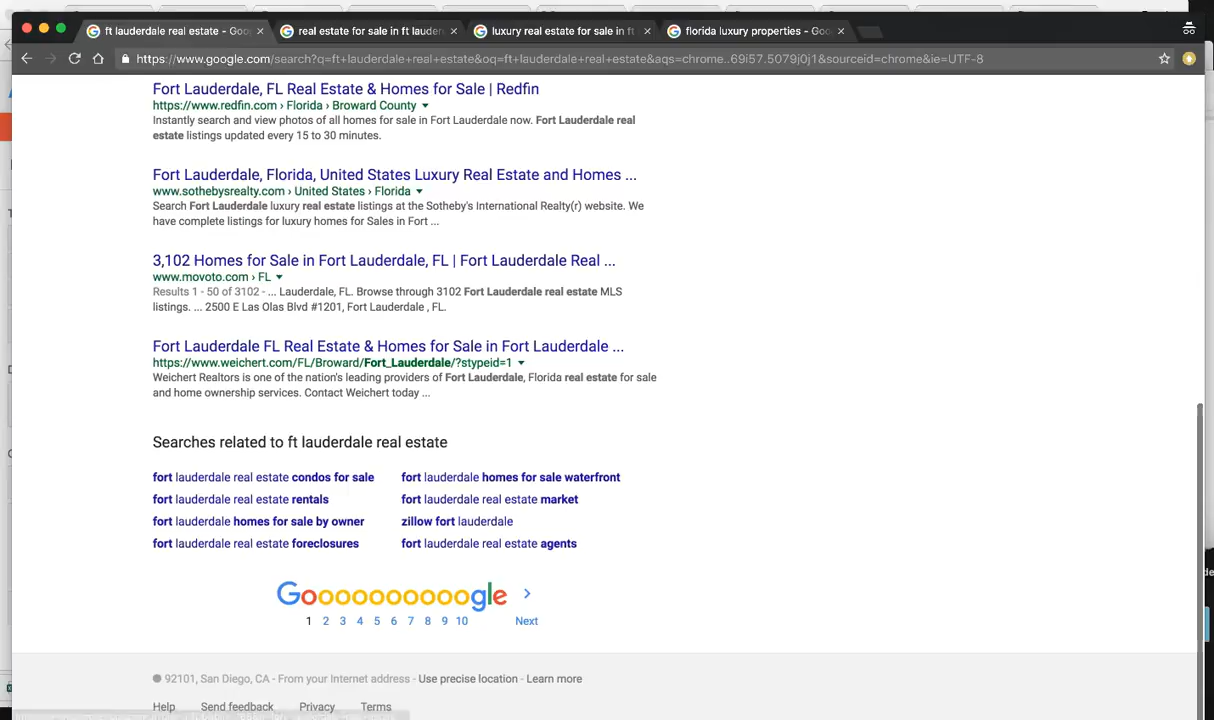 ft lauderdale real estate - Goo
real estate for sale in ft lauder
luxury real estate for sale in ft
florida luxury properties - Goo
https://www.google.com/search?q=ft+lauderdale+real+estate&oq=ft+lauderdale+real+estate&aqs=chrome..69i57.5079j0j1&sourceid=chrome&ie=UTF-8
Fort Lauderdale, FL Real Estate & Homes for Sale | Redfin
https://www.redfin.com › Florida › Broward County
Instantly search and view photos of all homes for sale in Fort Lauderdale now. Fort Lauderdale real
estate listings updated every 15 to 30 minutes.
Fort Lauderdale, Florida, United States Luxury Real Estate and Homes ...
www.sothebysrealty.com › United States › Florida
Search Fort Lauderdale luxury real estate listings at the Sotheby's International Realty(r) website. We
have complete listings for luxury homes for Sales in Fort ...
3,102 Homes for Sale in Fort Lauderdale, FL | Fort Lauderdale Real ...
www.movoto.com › FL
Results 1 - 50 of 3102 - ... Lauderdale, FL. Browse through 3102 Fort Lauderdale real estate MLS
listings. ... 2500 E Las Olas Blvd #1201, Fort Lauderdale , FL.
Fort Lauderdale FL Real Estate & Homes for Sale in Fort Lauderdale ...
https://www.weichert.com/FL/Broward/Fort_Lauderdale/?stypeid=1
Weichert Realtors is one of the nation's leading providers of Fort Lauderdale, Florida real estate for sale
and home ownership services. Contact Weichert today ...
Searches related to ft lauderdale real estate
fort lauderdale real estate condos for sale
fort lauderdale homes for sale waterfront
fort lauderdale real estate rentals
fort lauderdale real estate market
fort lauderdale homes for sale by owner
zillow fort lauderdale
fort lauderdale real estate foreclosures
fort lauderdale real estate agents
Goooooooooogle
1 2 3 4 5 6 7 8 9 10 Next
92101, San Diego, CA - From your Internet address - Use precise location - Learn more
Help Send feedback Privacy Terms